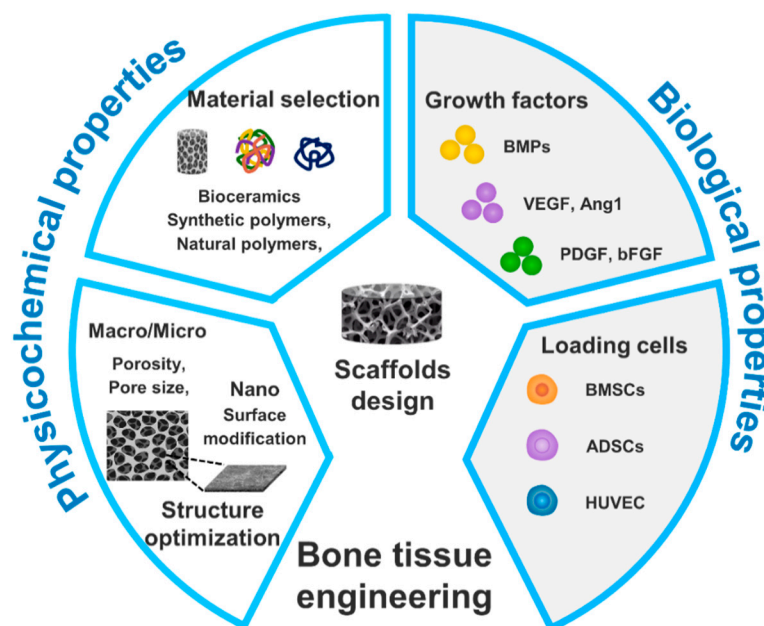 Physicochemical properties
Material selection
Bioceramics
Synthetic polymers,
Natural polymers,
Growth factors
BMPs
VEGF, Ang1
PDGF, bFGF
Biological properties
Macro/Micro
Porosity,
Pore size,
Nano
Surface
modification
Structure
optimization
Scaffolds
design
Loading cells
BMSCs
ADSCs
HUVEC
Bone tissue
engineering